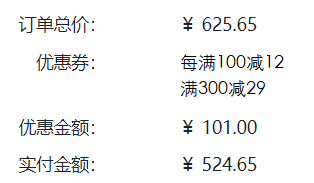 订单总价: ￥ 625.65
优惠券: 每满100减12
满300减29
优惠金额: ￥ 101.00
实付金额: ￥ 524.65